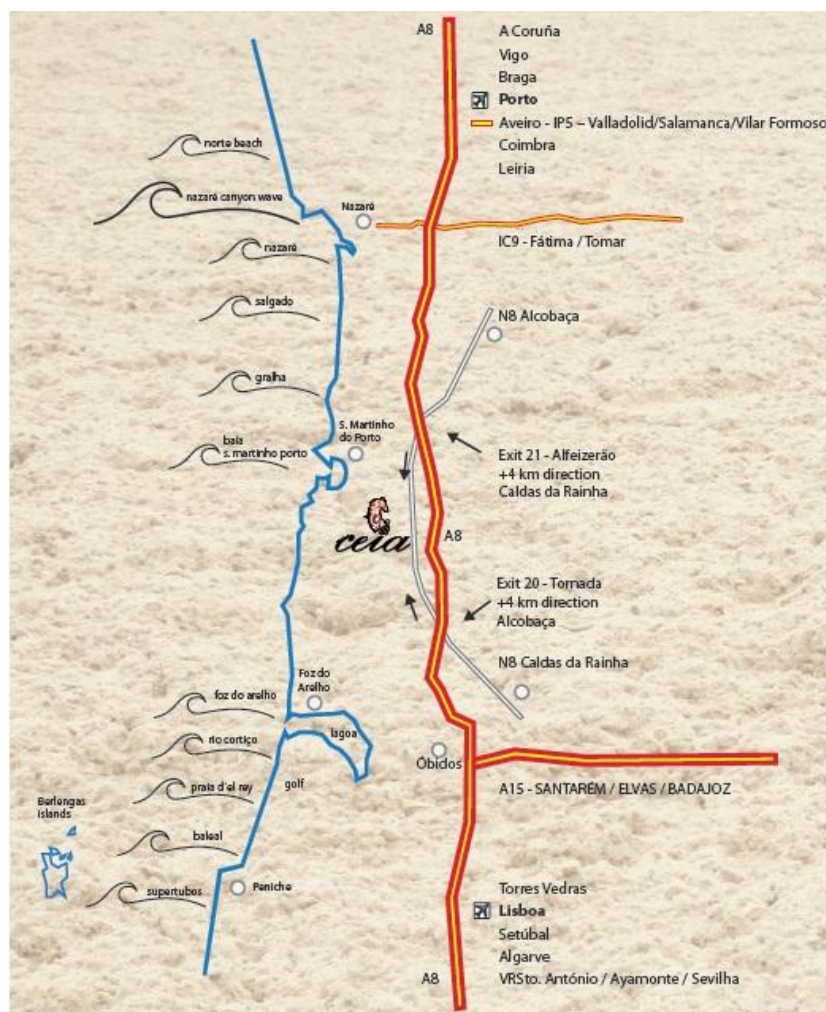 A8
A Coruña
Vigo
Braga
Porto
Aveiro - IP5 – Valladolid/Salamanca/Vilar Formoso
Coimbra
Leiria
norte beach
nazaré canyon wave
Nazaré
IC9 - Fátima / Tomar
nazaré
salgado
N8 Alcobaça
gralha
S. Martinho
do Porto
baía
s. martinho porto
Exit 21 - Alfeizerão
+4 km direction
Caldas da Rainha
ceia
A8
Exit 20 - Tornada
+4 km direction
Alcobaça
N8 Caldas da Rainha
Foz do
Arelho
foz do arelho
lagoa
rio cortiço
Óbidos
golf
praia d'el rey
A15 - SANTARÉM / ELVAS / BADAJOZ
Berlengas
islands
baleal
Peniche
supertubos
Torres Vedras
Lisboa
Setúbal
Algarve
A8
VRSto. António / Ayamonte / Sevilha